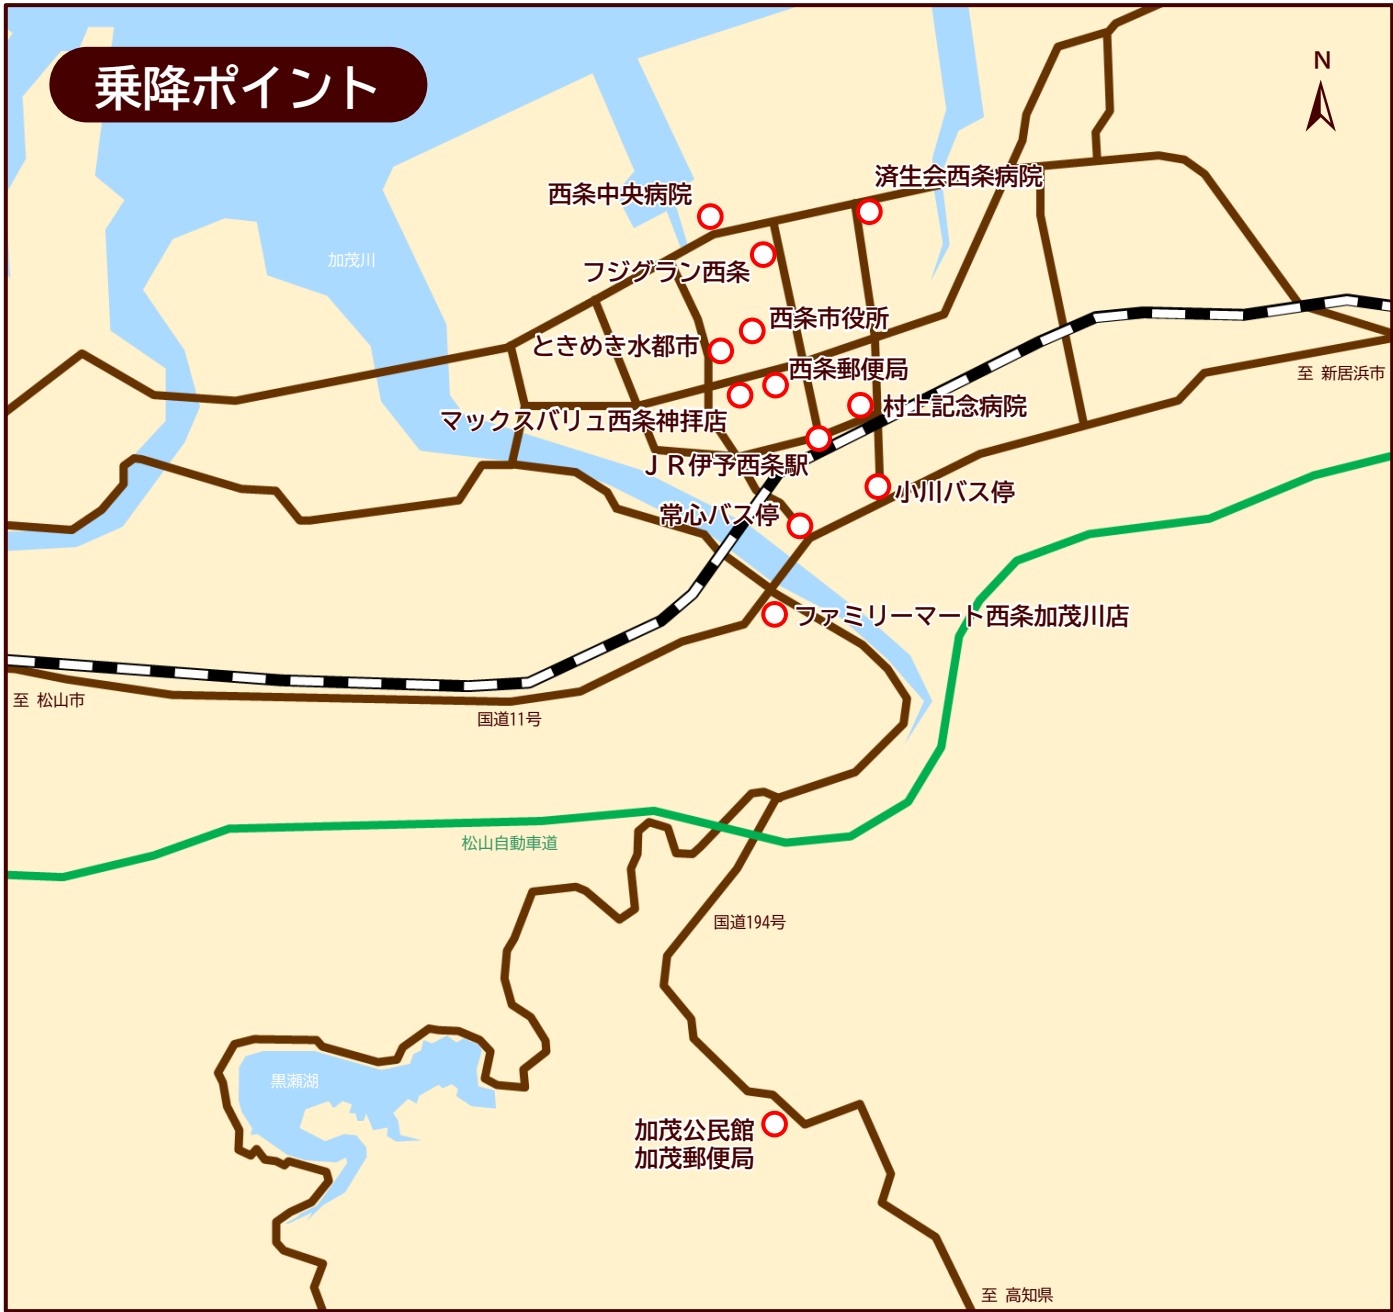 乗降ポイント
N
済生会西条病院
西条中央病院
加茂川
フジグラン西条
西条市役所
ときめき水都市
西条郵便局
至 新居浜市
村上記念病院
マックスバリュ西条神拝店
JR伊予西条駅
小川バス停
常心バス停
ファミリーマート西条加茂川店
至 松山市
国道11号
松山自動車道
国道194号
黒瀬湖
加茂公民館
加茂郵便局
至 高知県